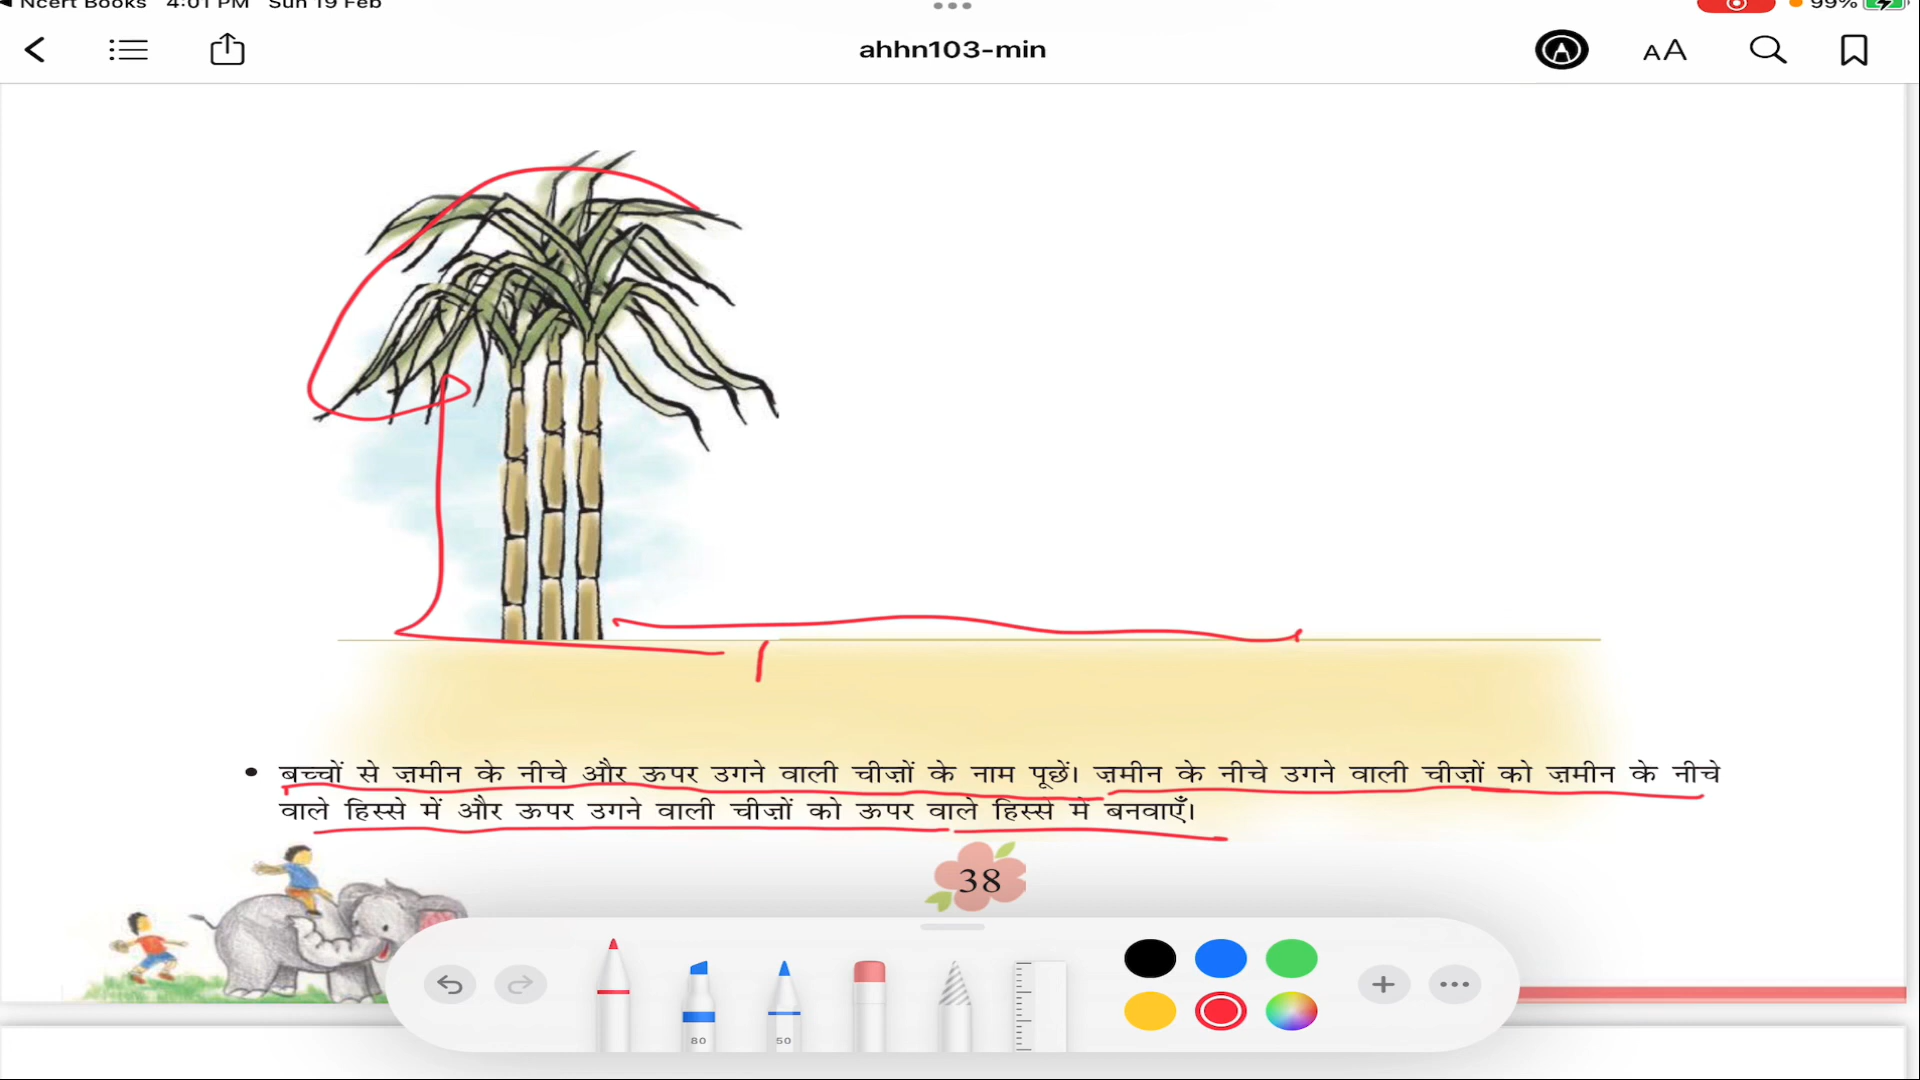 Ncert Books 4:01 PM Sun 19 Feb 99%
ahhn103-min
AA
• बच्चों से ज़मीन के नीचे और ऊपर उगने वाली चीज़ों के नाम पूछें। ज़मीन के नीचे उगने वाली चीज़ों को ज़मीन के नीचे
वाले हिस्से में और ऊपर उगने वाली चीज़ों को ऊपर वाले हिस्से में बनवाएँ।
38
80 50